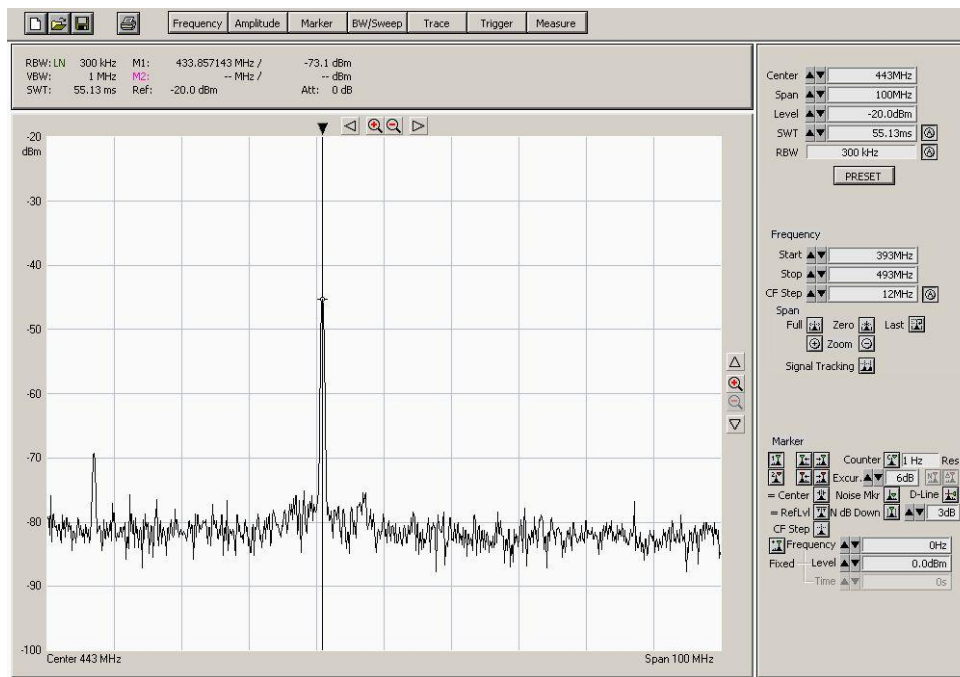 Frequency Amplitude Marker BW/Sweep Trace Trigger Measure
RBW: LN 300 kHz M1: 433.857143 MHz / -73.1 dBm
VBW: 1 MHz M2: -- MHz / -- dBm
SWT: 55.13 ms Ref: -20.0 dBm Att: 0 dB
-20
dBm
-30
-40
-50
-60
-70
-80
-90
-100
Center 443 MHz Span 100 MHz
Center 443MHz
Span 100MHz
Level -20.0dBm
SWT 55.13ms
RBW 300 kHz
PRESET
Frequency
Start 393MHz
Stop 493MHz
CF Step 12MHz
Span
Full Zero Last
Zoom
Signal Tracking
Marker
Counter 1 Hz Res
Excur. 6dB
= Center Noise Mkr D-Line
= RefLvl N dB Down 3dB
CF Step
Frequency 0Hz
Fixed Level 0.0dBm
Time 0s